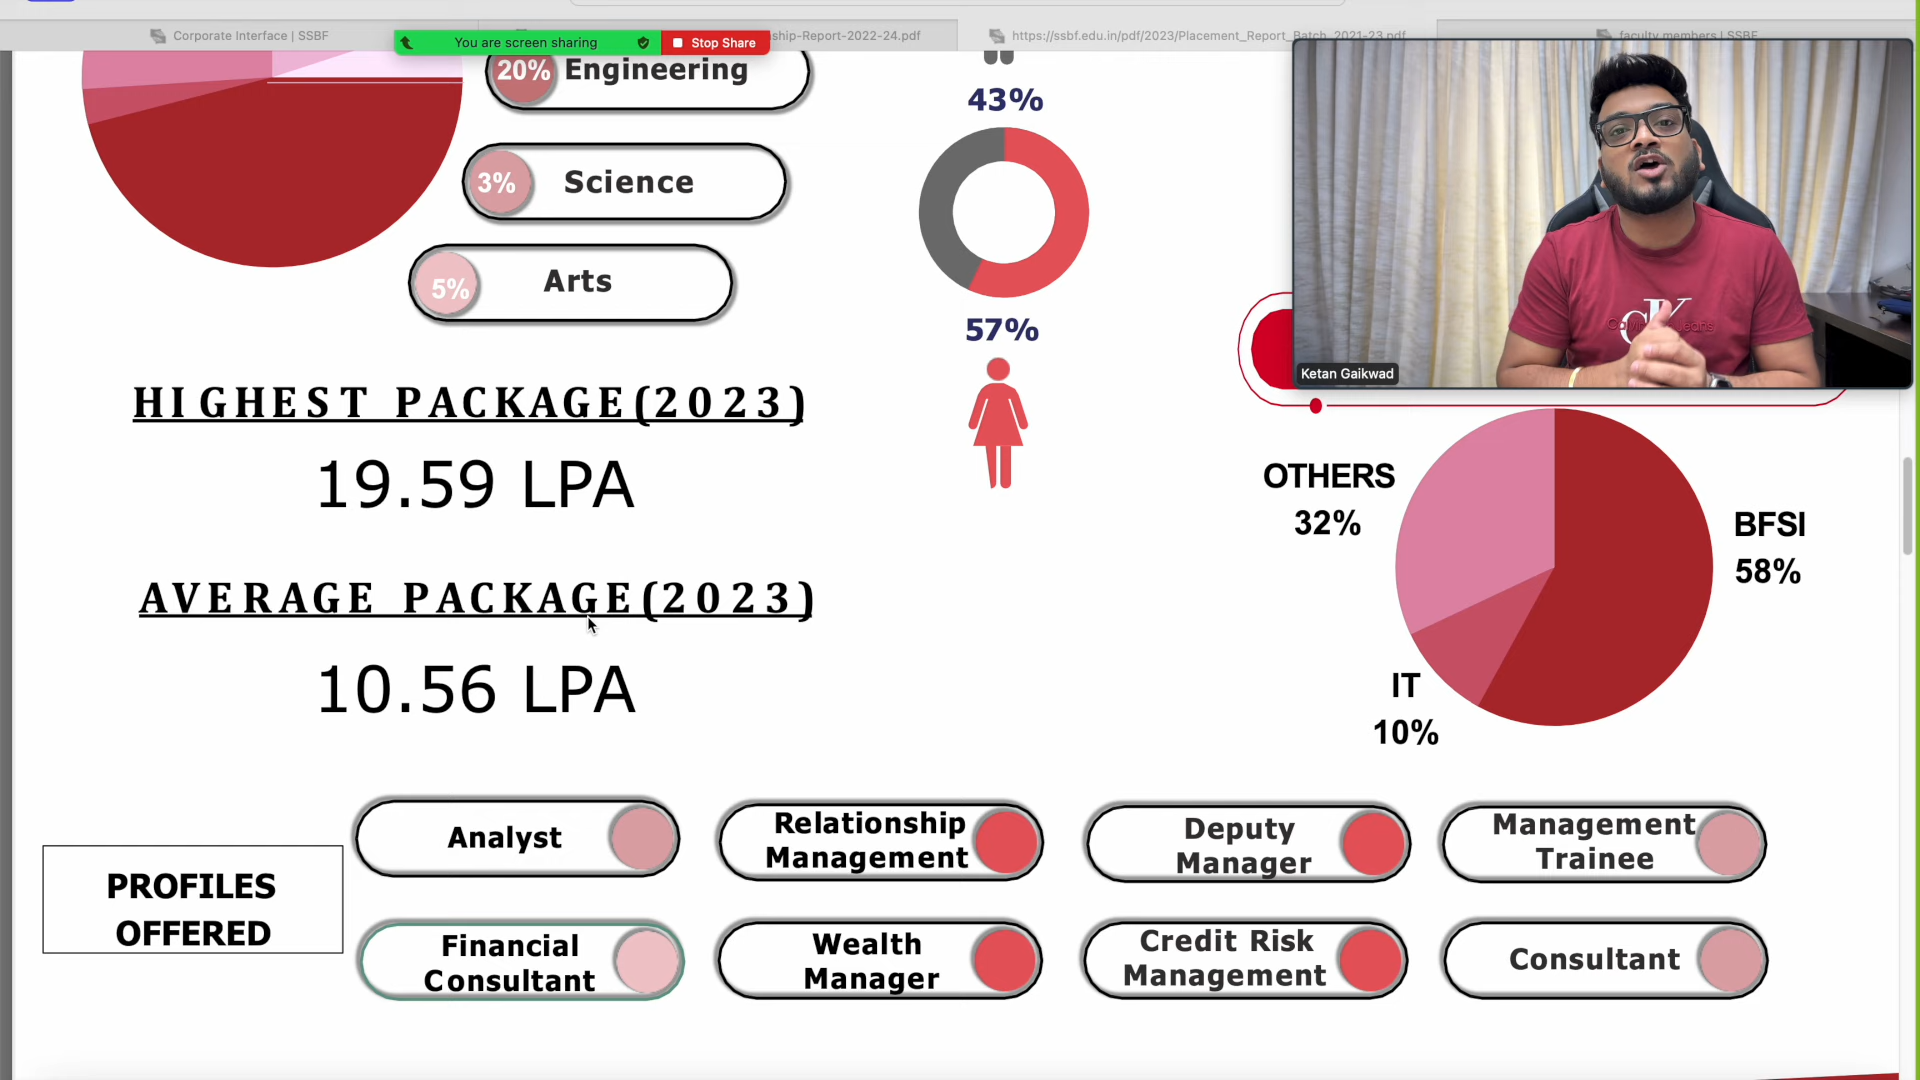 Corporate Interface | SSBF
You are screen sharing
Stop Share
ship-Report-2022-24.pdf
https://ssbf.edu.in/pdf/2023/Placement_Report_Batch_2021-23.pdf
faculty members | SSBF
20% Engineering
3% Science
5% Arts
43%
57%
Ketan Gaikwad
CK
HIGHEST PACKAGE(2023)
19.59 LPA
AVERAGE PACKAGE(2023)
10.56 LPA
OTHERS
32%
BFSI
58%
IT
10%
PROFILES
OFFERED
Analyst
Relationship
Management
Deputy
Manager
Management
Trainee
Financial
Consultant
Wealth
Manager
Credit Risk
Management
Consultant